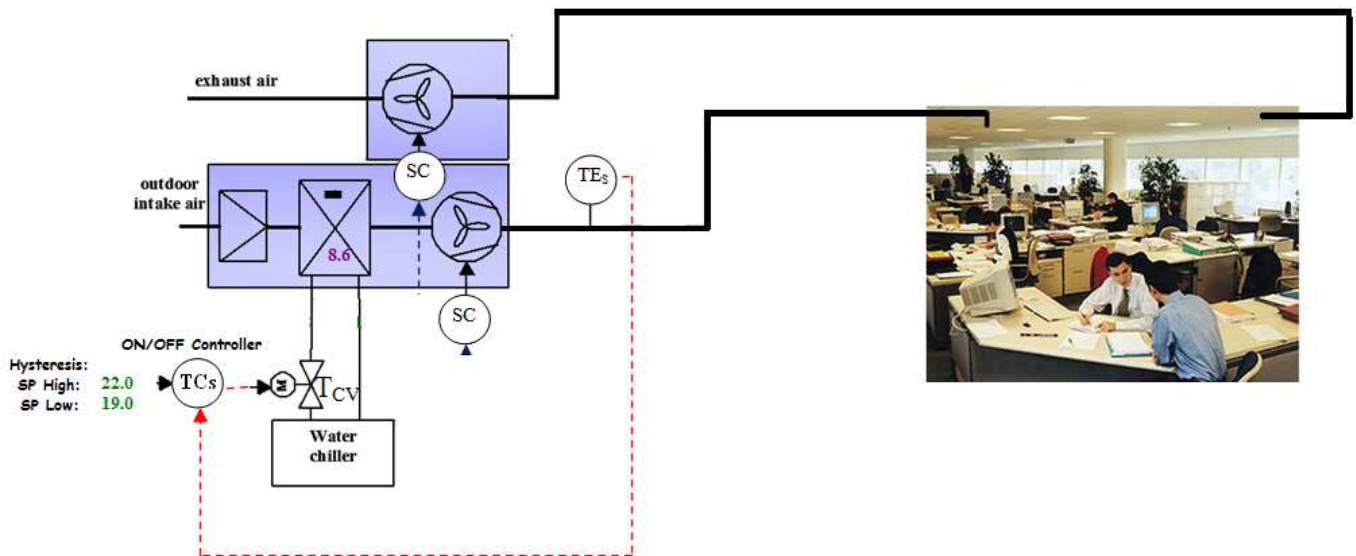 exhaust air
SC
TES
outdoor
intake air
8.6
SC
ON/OFF Controller
Hysteresis:
SP High: 22.0
SP Low: 19.0
TCs
M
TCV
Water
chiller